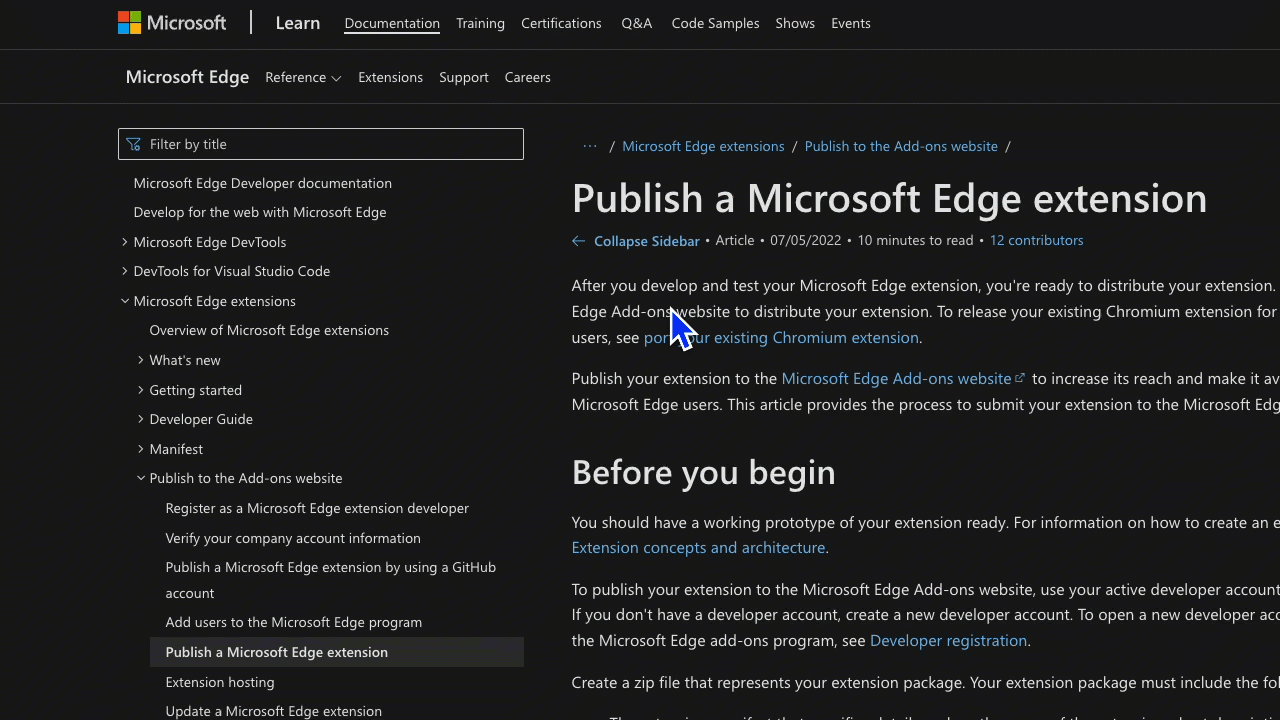 Microsoft
Learn
Documentation
Training
Certifications
Q&A
Code Samples
Shows
Events
Microsoft Edge
Reference
Extensions
Support
Careers
Filter by title
Microsoft Edge Developer documentation
Develop for the web with Microsoft Edge
Microsoft Edge DevTools
DevTools for Visual Studio Code
Microsoft Edge extensions
Overview of Microsoft Edge extensions
What's new
Getting started
Developer Guide
Manifest
Publish to the Add-ons website
Register as a Microsoft Edge extension developer
Verify your company account information
Publish a Microsoft Edge extension by using a GitHub
account
Add users to the Microsoft Edge program
Publish a Microsoft Edge extension
Extension hosting
Update a Microsoft Edge extension
··· / Microsoft Edge extensions / Publish to the Add-ons website /
Publish a Microsoft Edge extension
Collapse Sidebar • Article • 07/05/2022 • 10 minutes to read • 12 contributors
After you develop and test your Microsoft Edge extension, you're ready to distribute your extension.
Edge Add-ons website to distribute your extension. To release your existing Chromium extension for
users, see port your existing Chromium extension.
Publish your extension to the Microsoft Edge Add-ons website to increase its reach and make it av
Microsoft Edge users. This article provides the process to submit your extension to the Microsoft Edg
Before you begin
You should have a working prototype of your extension ready. For information on how to create an e
Extension concepts and architecture.
To publish your extension to the Microsoft Edge Add-ons website, use your active developer account
If you don't have a developer account, create a new developer account. To open a new developer acc
the Microsoft Edge add-ons program, see Developer registration.
Create a zip file that represents your extension package. Your extension package must include the fol